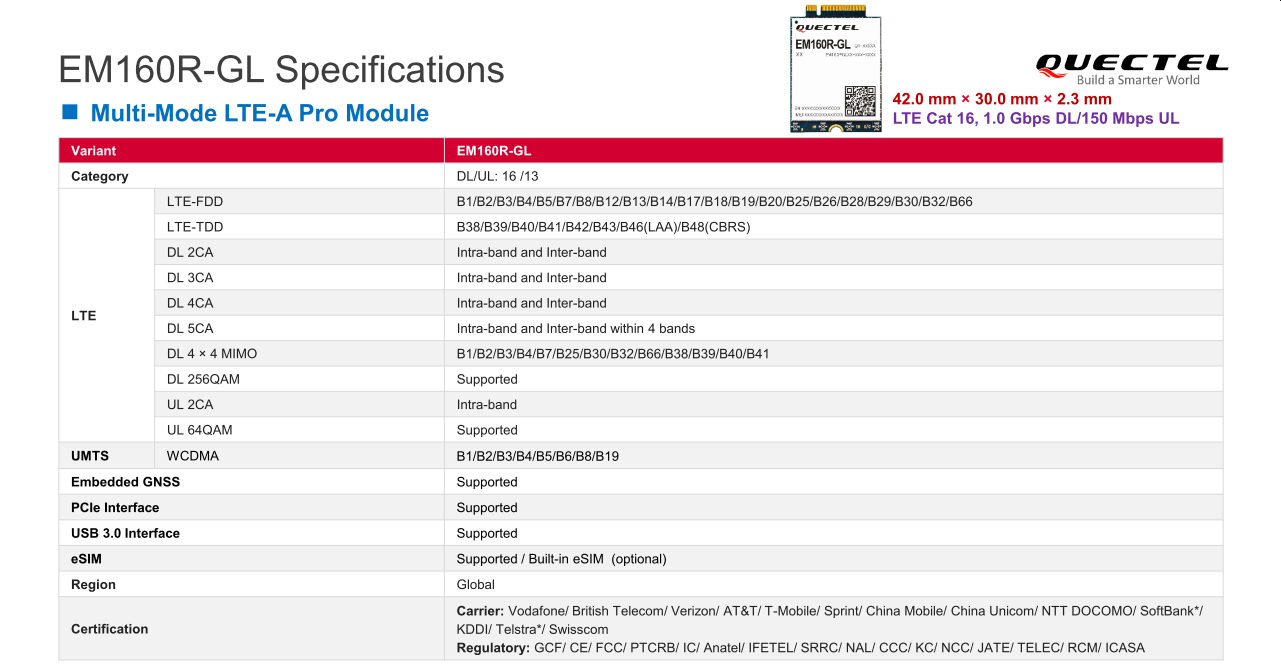 QUECTEL
EM160R-GL
EM160R-GL Specifications
QUECTEL
Build a Smarter World
Multi-Mode LTE-A Pro Module
42.0 mm × 30.0 mm × 2.3 mm
LTE Cat 16, 1.0 Gbps DL/150 Mbps UL
Variant EM160R-GL
Category DL/UL: 16 /13
LTE
LTE-FDD B1/B2/B3/B4/B5/B7/B8/B12/B13/B14/B17/B18/B19/B20/B25/B26/B28/B29/B30/B32/B66
LTE-TDD B38/B39/B40/B41/B42/B43/B46(LAA)/B48(CBRS)
DL 2CA Intra-band and Inter-band
DL 3CA Intra-band and Inter-band
DL 4CA Intra-band and Inter-band
DL 5CA Intra-band and Inter-band within 4 bands
DL 4 × 4 MIMO B1/B2/B3/B4/B7/B25/B30/B32/B66/B38/B39/B40/B41
DL 256QAM Supported
UL 2CA Intra-band
UL 64QAM Supported
UMTS WCDMA B1/B2/B3/B4/B5/B6/B8/B19
Embedded GNSS Supported
PCIe Interface Supported
USB 3.0 Interface Supported
eSIM Supported / Built-in eSIM (optional)
Region Global
Certification
Carrier: Vodafone/ British Telecom/ Verizon/ AT&T/ T-Mobile/ Sprint/ China Mobile/ China Unicom/ NTT DOCOMO/ SoftBank*/
KDDI/ Telstra*/ Swisscom
Regulatory: GCF/ CE/ FCC/ PTCRB/ IC/ Anatel/ IFETEL/ SRRC/ NAL/ CCC/ KC/ NCC/ JATE/ TELEC/ RCM/ ICASA